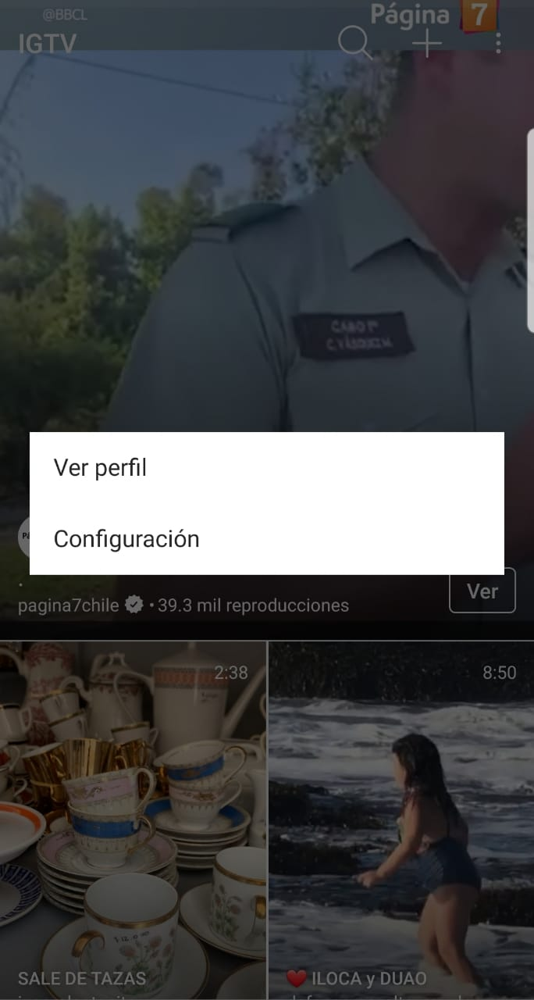 @BBCL
Página 7
IGTV
CABO 1º
Ver perfil
Configuración
.
pagina7chile • 39.3 mil reproducciones
Ver
2:38
8:50
SALE DE TAZAS
❤️ ILOCA y DUAO